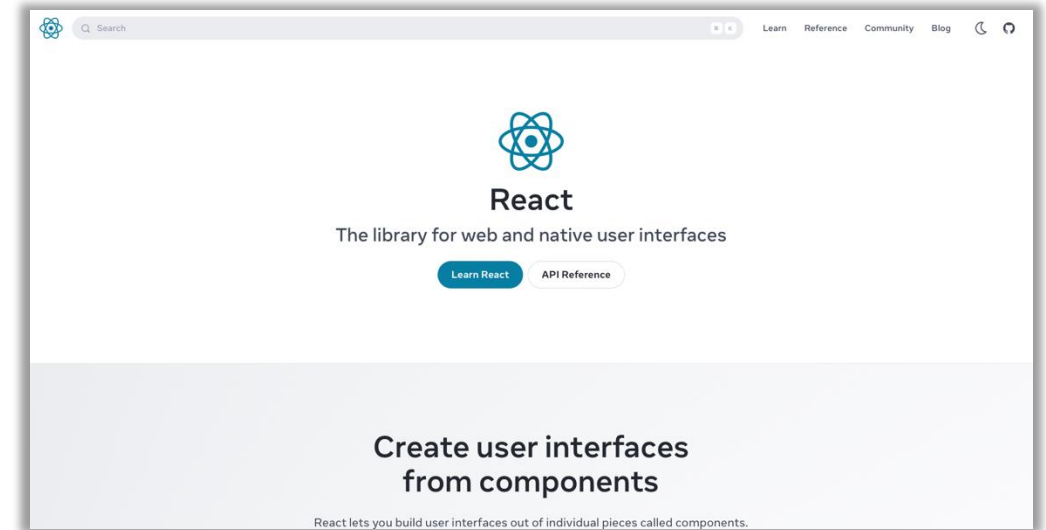 Search
Learn Reference Community Blog
React
The library for web and native user interfaces
Learn React API Reference
Create user interfaces
from components
React lets you build user interfaces out of individual pieces called components.